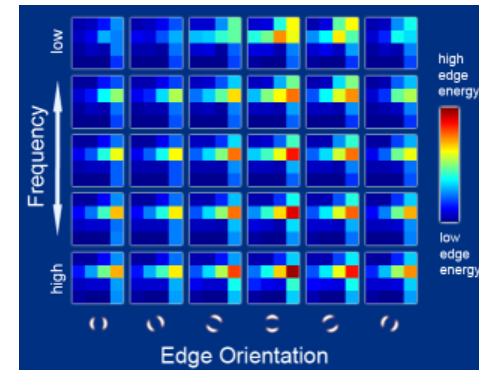 low
Frequency
high
high
edge
energy
low
edge
energy
Edge Orientation